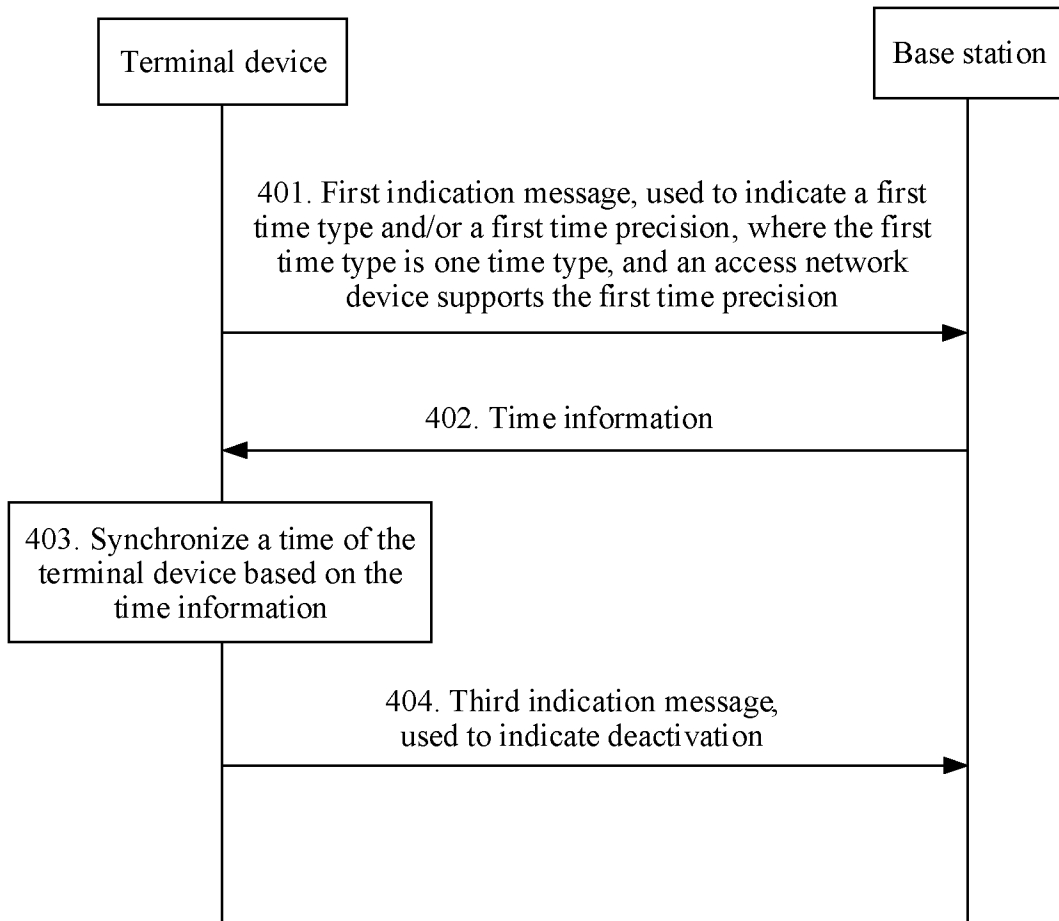 Terminal device
Base station
401. First indication message, used to indicate a first
time type and/or a first time precision, where the first
time type is one time type, and an access network
device supports the first time precision
402. Time information
403. Synchronize a time of the
terminal device based on the
time information
404. Third indication message,
used to indicate deactivation